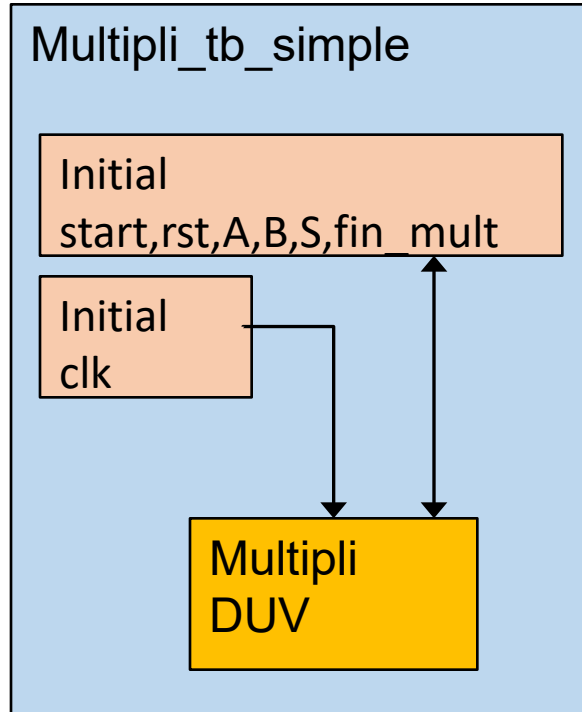 Multipli_tb_simple
Initial
start,rst,A,B,S,fin_mult
Initial
clk
Multipli
DUV